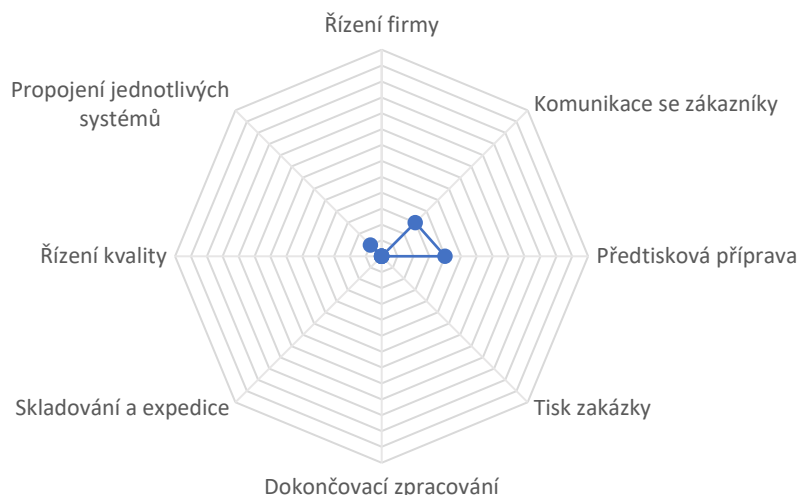 Řízení firmy
Komunikace se zákazníky
Předtisková příprava
Tisk zakázky
Dokončovací zpracování
Skladování a expedice
Řízení kvality
Propojení jednotlivých
systémů